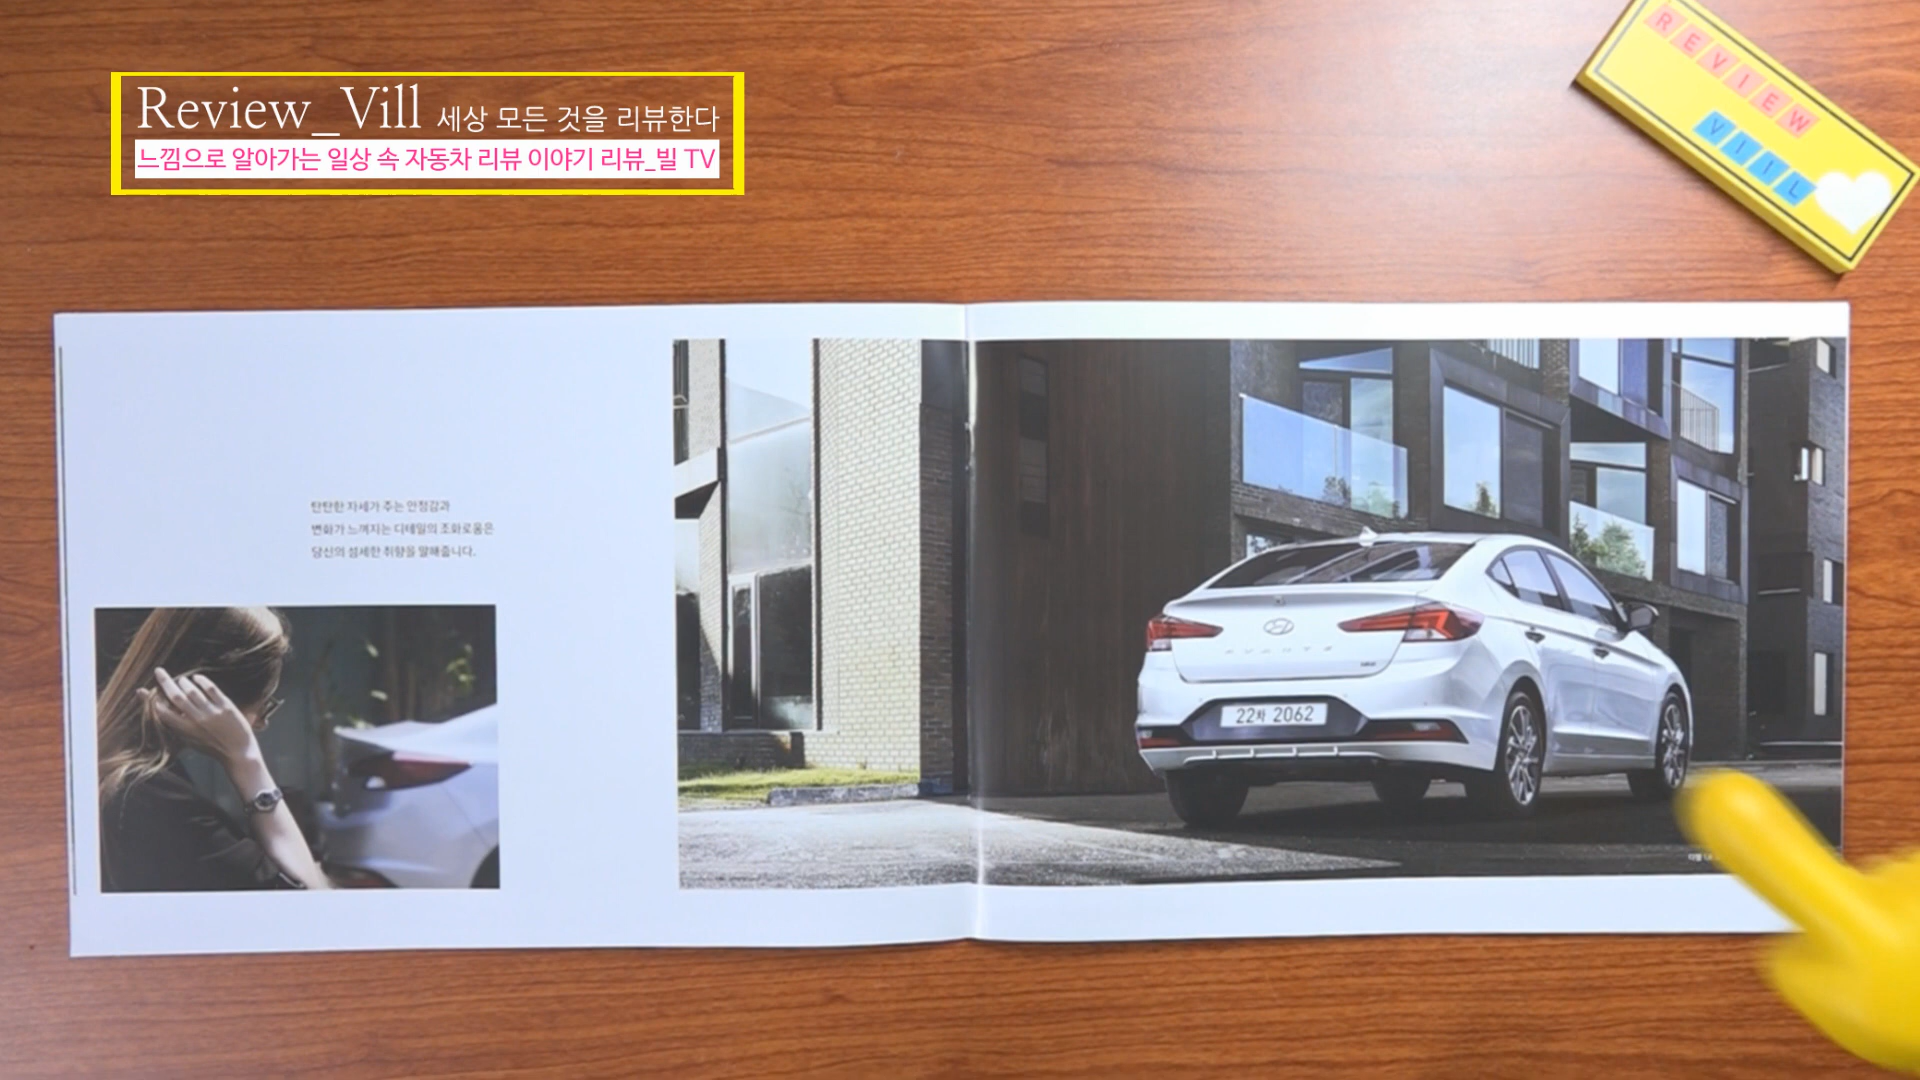 Review_Vill 세상 모든 것을 리뷰한다
느낌으로 알아가는 일상 속 자동차 리뷰 이야기 리뷰_빌 TV
REVIEW
VIIL
탄탄한 자세가 주는 안정감과
변화가 느껴지는 디테일의 조화로움은
당신의 섬세한 취향을 말해줍니다.
AVANTE
22차 2062